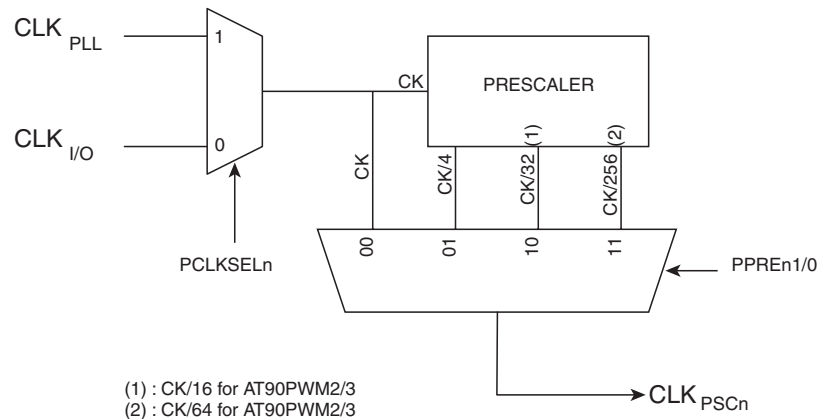 CLK PLL
1
CK
PRESCALER
CLK I/O
0
(1)
(2)
CK
CK/4
CK/32
CK/256
00
01
10
11
PCLKSELn
PPREn1/0
CLK PSCn
(1) : CK/16 for AT90PWM2/3
(2) : CK/64 for AT90PWM2/3